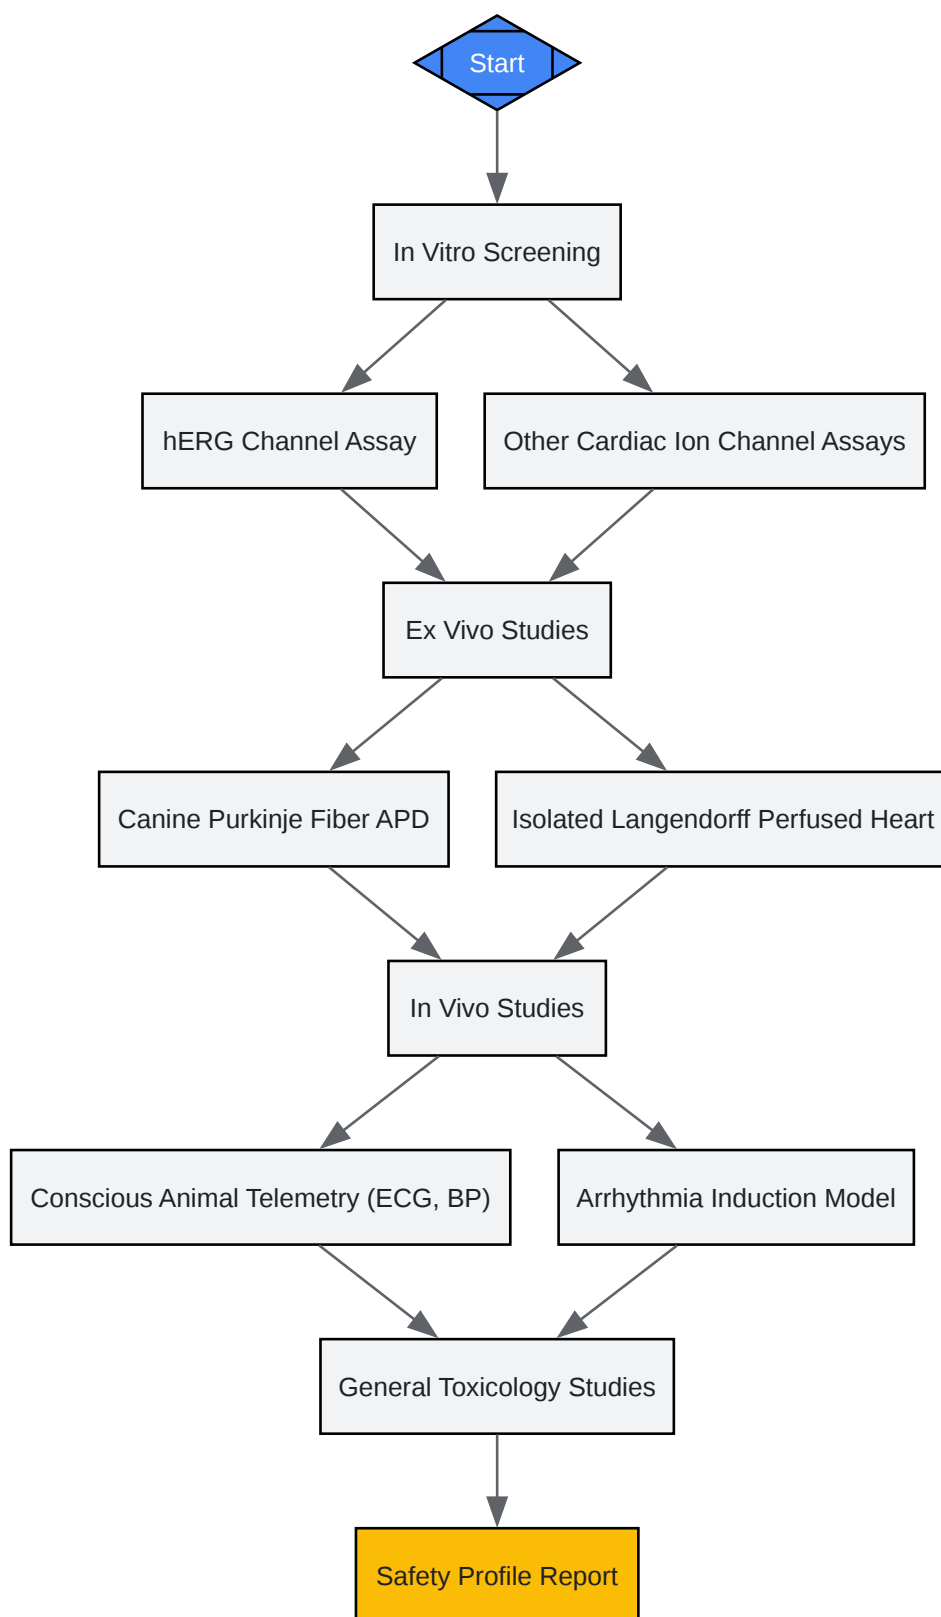 Start
In Vitro Screening
hERG Channel Assay
Other Cardiac Ion Channel Assays
Ex Vivo Studies
Canine Purkinje Fiber APD
Isolated Langendorff Perfused Heart
In Vivo Studies
Conscious Animal Telemetry (ECG, BP)
Arrhythmia Induction Model
General Toxicology Studies
Safety Profile Report